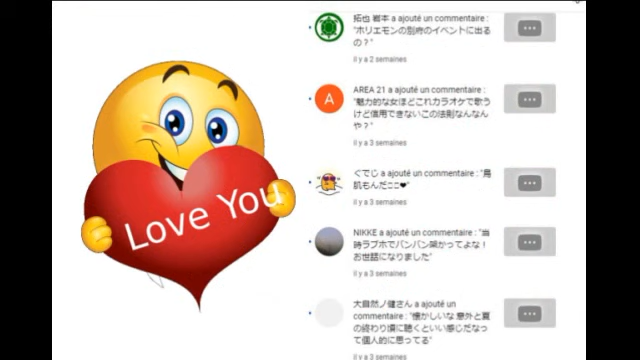 Love You
拓也 郷本 a ajouté un commentaire :
"ホリエモンの別府のイベントに出る
の？"
il y a 2 semaines
A
AREA 21 a ajouté un commentaire :
"魅力的な女ほどこれカラオケで歌う
けど信用できないこの法則なんなん
や？"
il y a 3 semaines
ぐでじ a ajouté un commentaire : "鳥
肌もんだ❤"
il y a 3 semaines
NIKKE a ajouté un commentaire : "当
時ラブホでバンバン架かってよな！
お世話になりました"
il y a 3 semaines
大自然ノ健さん a ajouté un
commentaire : "懐かしいな 意外と夏
の終わり頃に聴くといい感じだなっ
て個人的に思ってる"
il y a 3 semaines